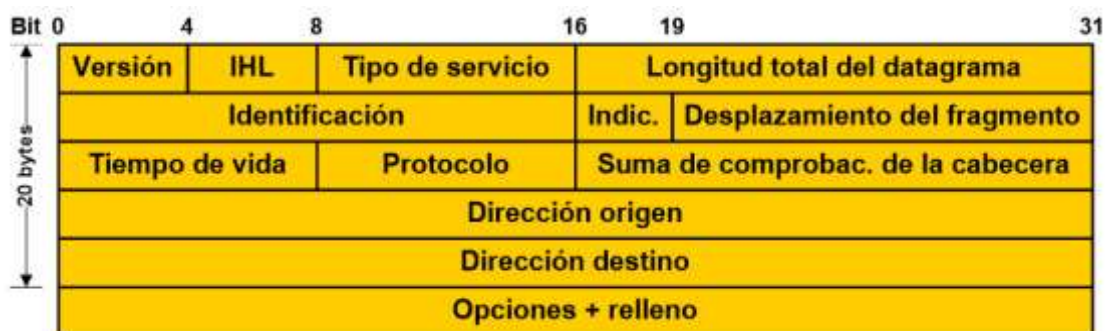 Bit 0 4 8 16 19 31
Versión IHL Tipo de servicio Longitud total del datagrama
Identificación Indic. Desplazamiento del fragmento
20 bytes
Tiempo de vida Protocolo Suma de comprobac. de la cabecera
Dirección origen
Dirección destino
Opciones + relleno